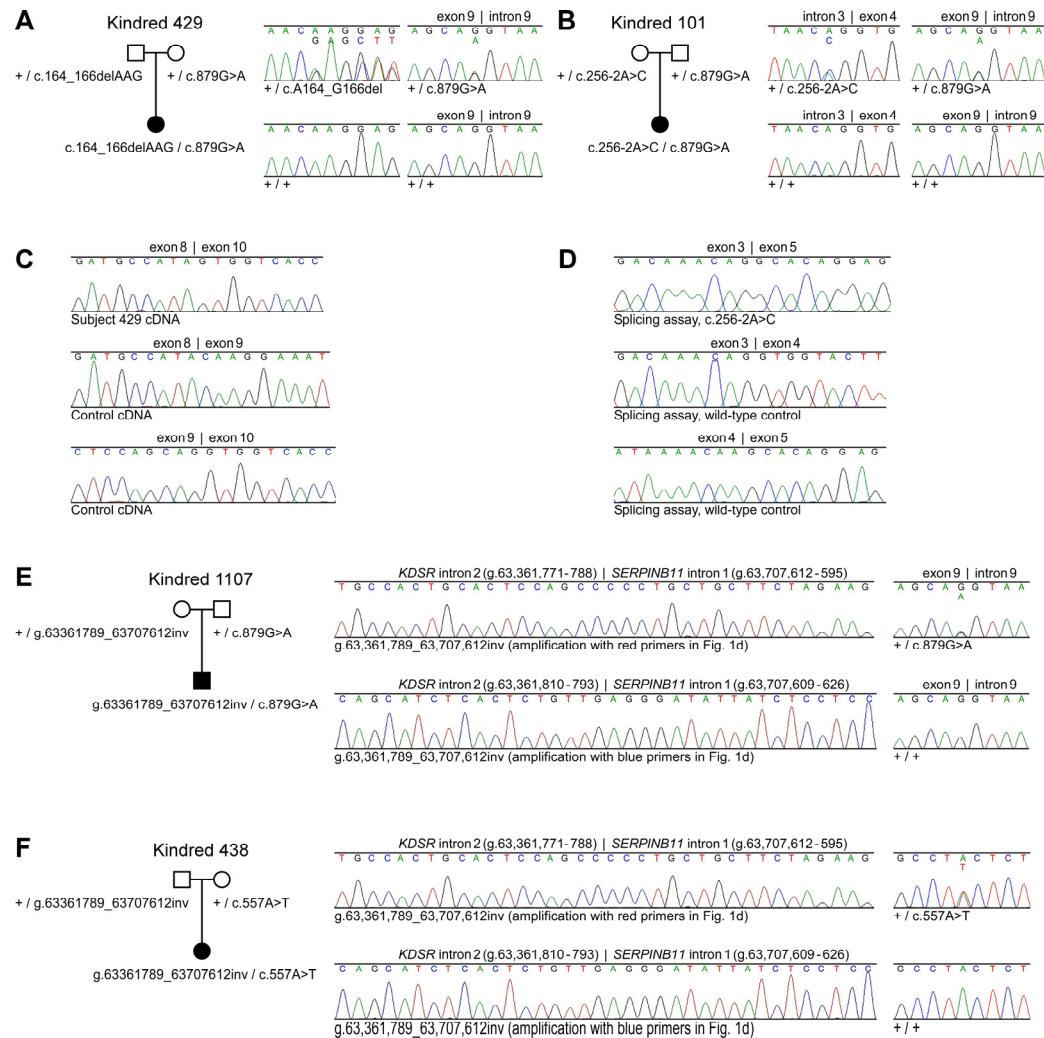 A
Kindred 429
+ / c.164_166delAAG
+ / c.879G>A
c.164_166delAAG / c.879G>A
A A C A A G G A G
G A G C T T
+ / c.A164_G166del
exon 9 | intron 9
A G C A G G T A A
A
+ / c.879G>A
A A C A A G G A G
+ / +
exon 9 | intron 9
A G C A G G T A A
+ / +
B
Kindred 101
+ / c.256-2A>C
+ / c.879G>A
c.256-2A>C / c.879G>A
intron 3 | exon 4
T A A C A G G T G
C
+ / c.256-2A>C
exon 9 | intron 9
A G C A G G T A A
A
+ / c.879G>A
intron 3 | exon 4
T A A C A G G T G
+ / +
exon 9 | intron 9
A G C A G G T A A
+ / +
C
exon 8 | exon 10
G A T G C C A T A G T G G T C A C C
Subject 429 cDNA
exon 8 | exon 9
G A T G C C A T A C A A G G A A A T
Control cDNA
exon 9 | exon 10
C T C C A G C A G G T G G T C A C C
Control cDNA
D
exon 3 | exon 5
G A C A A A C A G G C A C A G G A G
Splicing assay, c.256-2A>C
exon 3 | exon 4
G A C A A A C A G G T G G T A C T T
Splicing assay, wild-type control
exon 4 | exon 5
A T A A A A C A A G C A C A G G A G
Splicing assay, wild-type control
E
Kindred 1107
+ / g.63361789_63707612inv
+ / c.879G>A
g.63361789_63707612inv / c.879G>A
KDSR intron 2 (g.63,361,771-788) | SERPINB11 intron 1 (g.63,707,612-595)
T G C C A C T G C A C T C C A G C C C C C T G C T G C T T C T A G A A G
g.63,361,789_63,707,612inv (amplification with red primers in Fig. 1d)
exon 9 | intron 9
A G C A G G T A A
A
+ / c.879G>A
KDSR intron 2 (g.63,361,810-793) | SERPINB11 intron 1 (g.63,707,609-626)
C A G C A T C T C A C T C T G T T G A G G G A T A T T A T C T C C T C C
g.63,361,789_63,707,612inv (amplification with blue primers in Fig. 1d)
exon 9 | intron 9
A G C A G G T A A
+ / +
F
Kindred 438
+ / g.63361789_63707612inv
+ / c.557A>T
g.63361789_63707612inv / c.557A>T
KDSR intron 2 (g.63,361,771-788) | SERPINB11 intron 1 (g.63,707,612-595)
T G C C A C T G C A C T C C A G C C C C C T G C T G C T T C T A G A A G
g.63,361,789_63,707,612inv (amplification with red primers in Fig. 1d)
G C C T A C T C T
T
+ / c.557A>T
KDSR intron 2 (g.63,361,810-793) | SERPINB11 intron 1 (g.63,707,609-626)
C A G C A T C T C A C T C T G T T G A G G G A T A T T A T C T C C T C C
g.63,361,789_63,707,612inv (amplification with blue primers in Fig. 1d)
G C C T A C T C T
+ / +